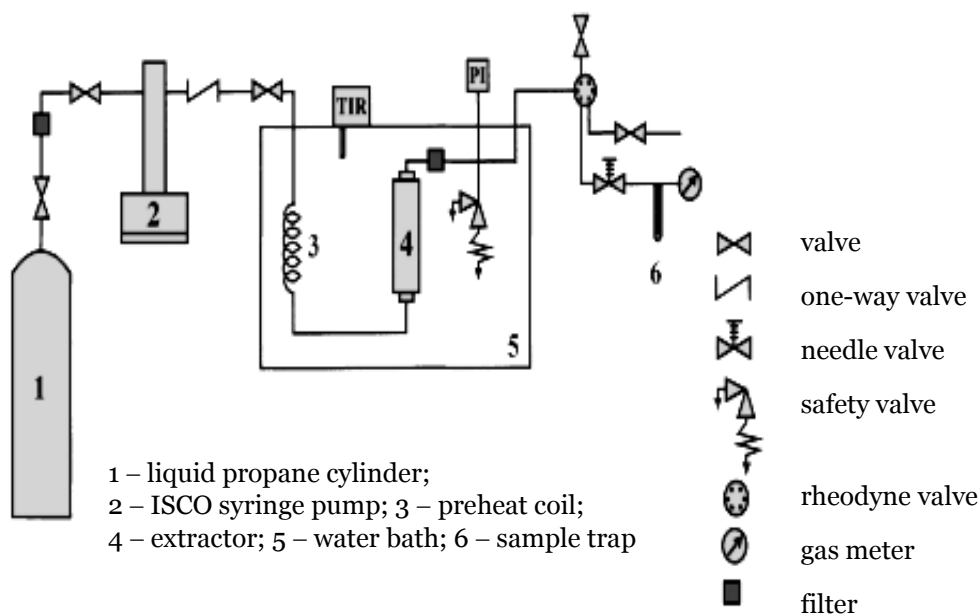 PI
TIR
2
3
4
6
5
1
valve
one-way valve
needle valve
safety valve
rheodyne valve
gas meter
filter
1 – liquid propane cylinder;
2 – ISCO syringe pump; 3 – preheat coil;
4 – extractor; 5 – water bath; 6 – sample trap